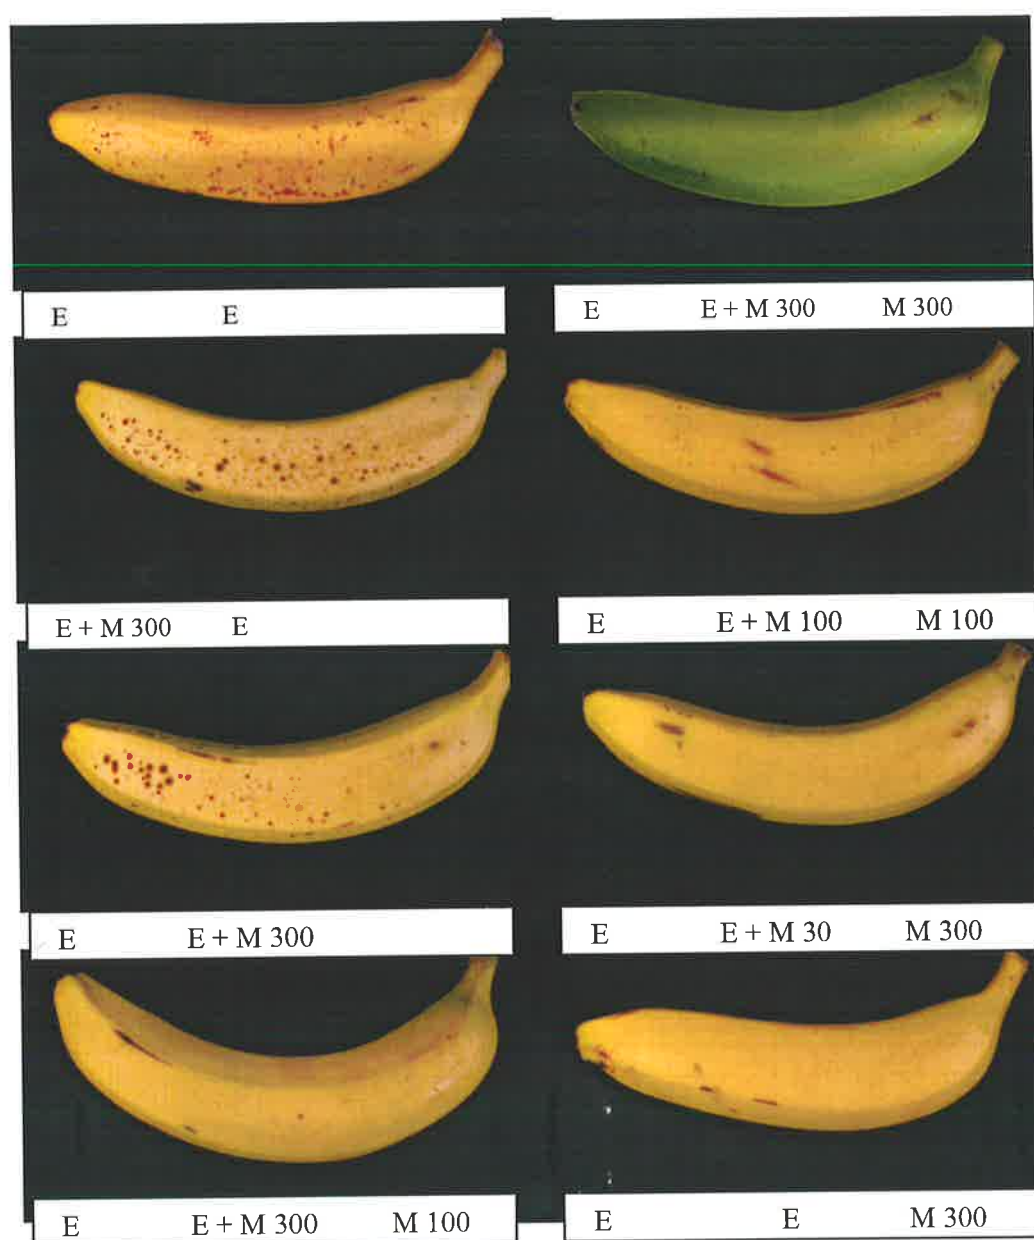 E E
E E + M 300 M 300
E + M 300 E
E E + M 100 M 100
E E + M 300
E E + M 30 M 300
E E + M 300 M 100
E E M 300